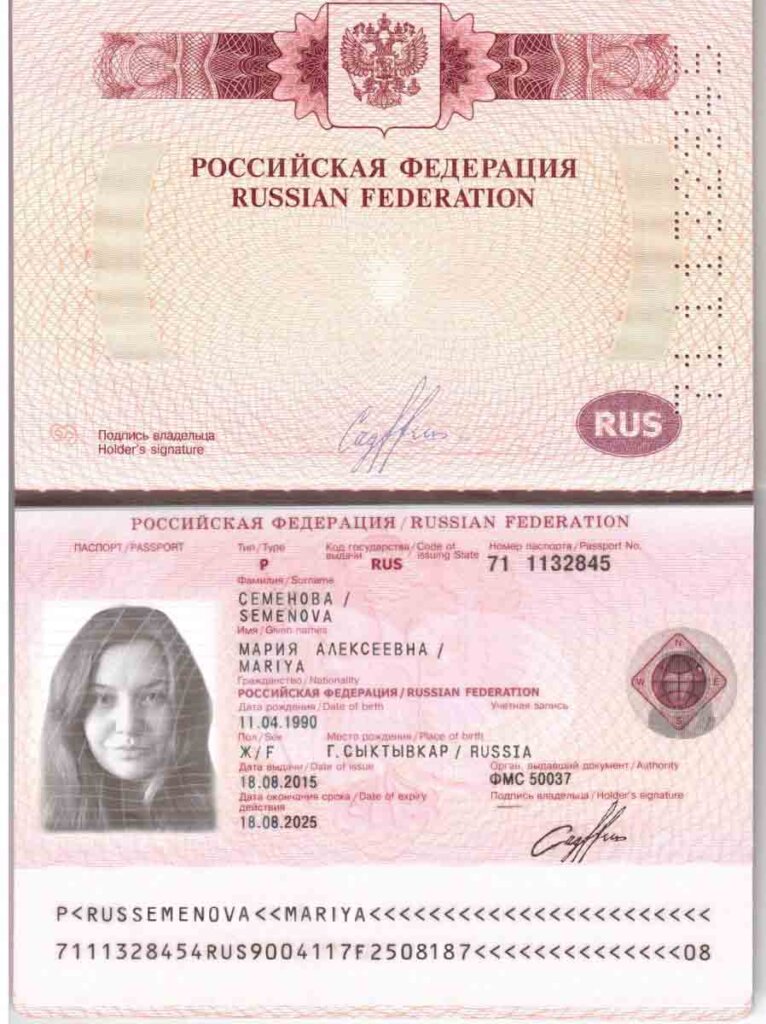 РОССИЙСКАЯ ФЕДЕРАЦИЯ
RUSSIAN FEDERATION
RUS
Подпись владельца
Holder's signature
РОССИЙСКАЯ ФЕДЕРАЦИЯ / RUSSIAN FEDERATION
ПАСПОРТ / PASSPORT
Тип / Type
Код государства / Code of
выдачи issuing State
Номер паспорта / Passport No.
P
RUS
71 1132845
Фамилия / Surname
СЕМЕНОВА /
SEMENOVA
Имя / Given names
МАРИЯ АЛЕКСЕЕВНА /
MARIYA
Гражданство / Nationality
РОССИЙСКАЯ ФЕДЕРАЦИЯ / RUSSIAN FEDERATION
Дата рождения / Date of birth
Учетная запись
11.04.1990
Пол / Sex
Место рождения / Place of birth
Ж / F
Г.СЫКТЫВКАР / RUSSIA
Дата выдачи / Date of issue
Орган, выдавший документ / Authority
18.08.2015
ФМС 50037
Дата окончания срока / Date of expiry
действия
Подпись владельца / Holder's signature
18.08.2025
N
W
E
S
P<RUSSEMENOVA<<MARIYA<<<<<<<<<<<<<<<<<<<<<<<
7111328454RUS9004117F2508187<<<<<<<<<<<<<<08